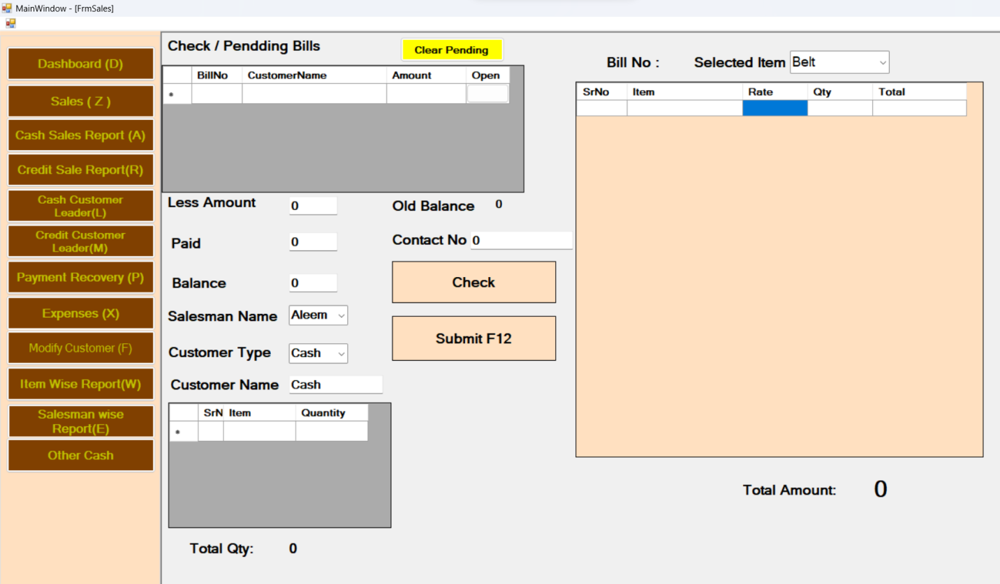 MainWindow - [FrmSales]
Dashboard (D)
Sales ( Z )
Cash Sales Report (A)
Credit Sale Report(R)
Cash Customer
Leader(L)
Credit Customer
Leader(M)
Payment Recovery (P)
Expenses (X)
Modify Customer (F)
Item Wise Report(W)
Salesman wise
Report(E)
Other Cash
Check / Pendding Bills
Clear Pending
BillNo CustomerName Amount Open
*
Less Amount 0
Old Balance 0
Paid 0
Contact No 0
Balance 0
Check
Salesman Name Aleem
Submit F12
Customer Type Cash
Customer Name Cash
SrN Item Quantity
*
Total Qty: 0
Bill No : Selected Item Belt
SrNo Item Rate Qty Total
Total Amount: 0